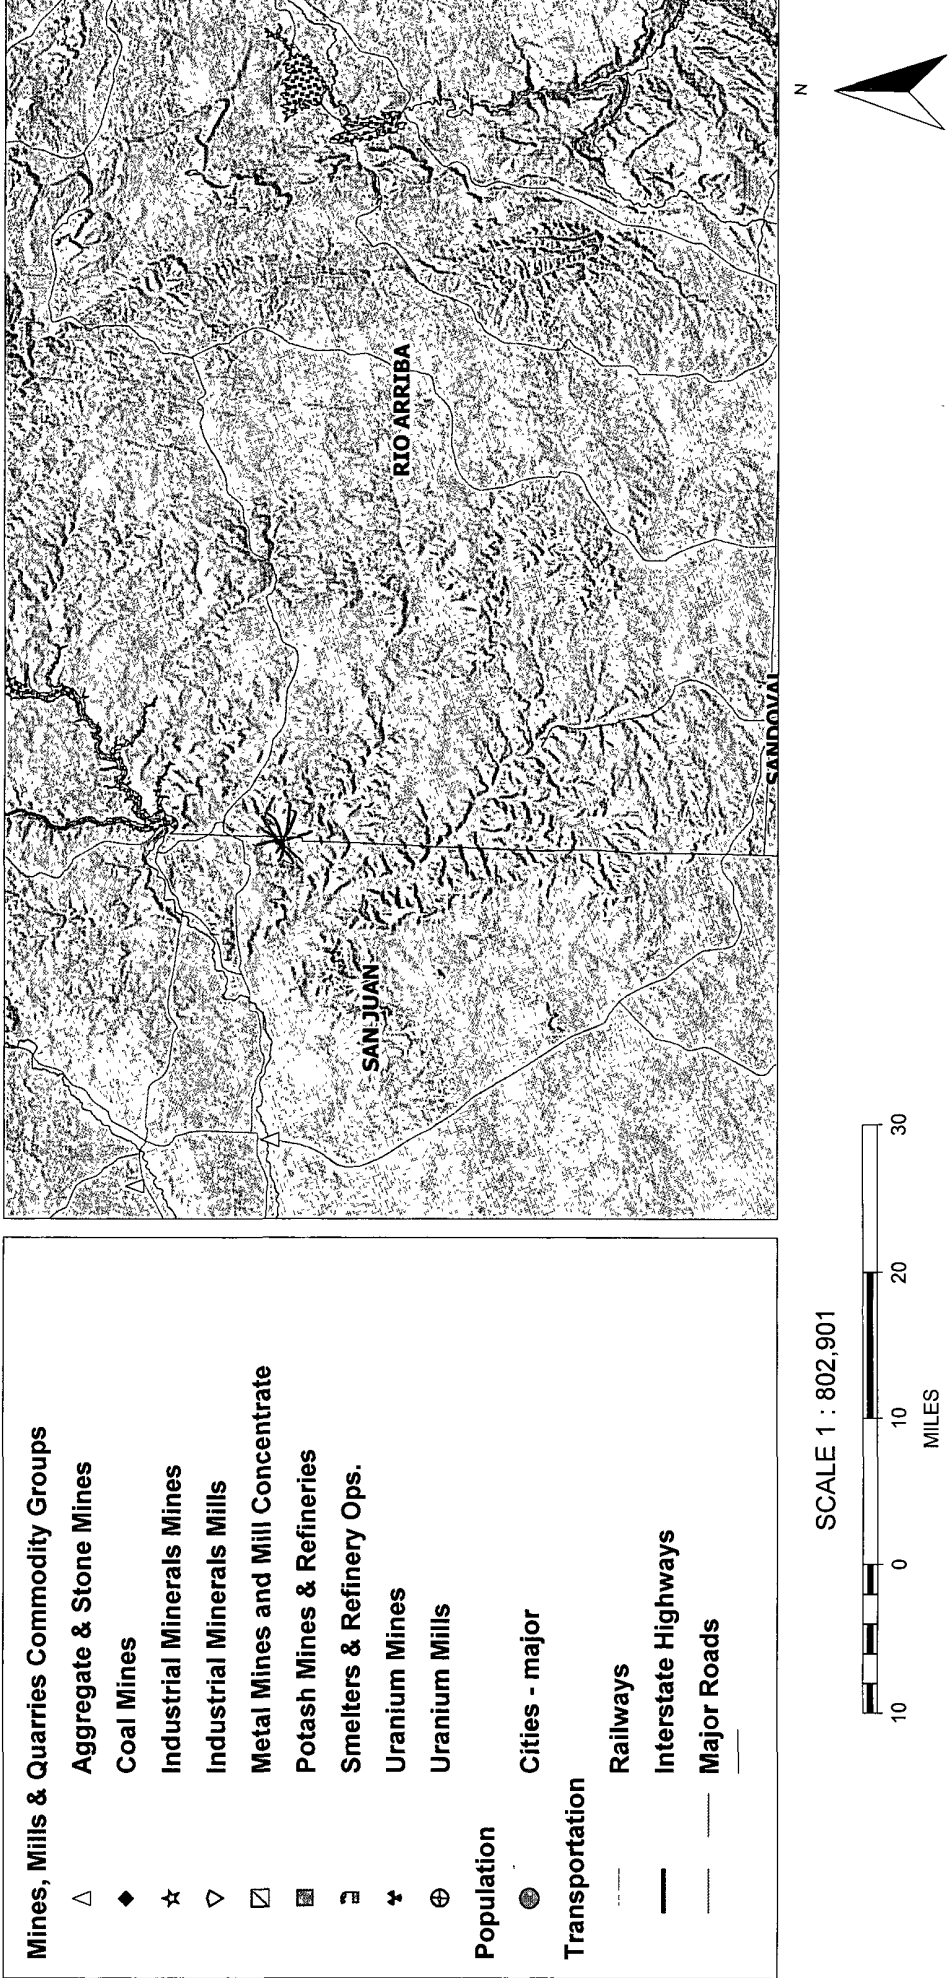 Mines, Mills & Quarries Commodity Groups
Aggregate & Stone Mines
Coal Mines
Industrial Minerals Mines
Industrial Minerals Mills
Metal Mines and Mill Concentrate
Potash Mines & Refineries
Smelters & Refinery Ops.
Uranium Mines
Uranium Mills
Population
Cities - major
Transportation
Railways
Interstate Highways
Major Roads
SAN JUAN
RIO ARRIBA
SANDOVAL
SCALE 1 : 802,901
10 0 10 20 30
MILES
N